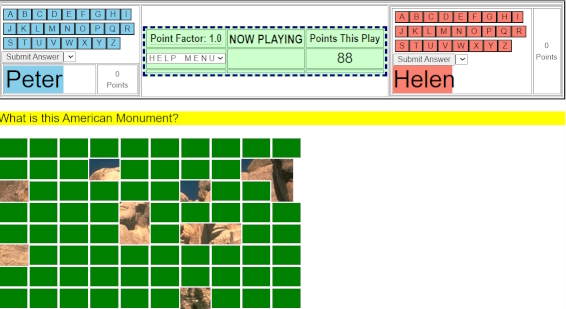 A B C D E F G H I
J K L M N O P Q R
S T U V W X Y Z
Submit Answer
Peter
0
Points
Point Factor: 1.0
NOW PLAYING
Points This Play
HELP MENU
88
A B C D E F G H I
J K L M N O P Q R
S T U V W X Y Z
Submit Answer
Helen
0
Points
What is this American Monument?